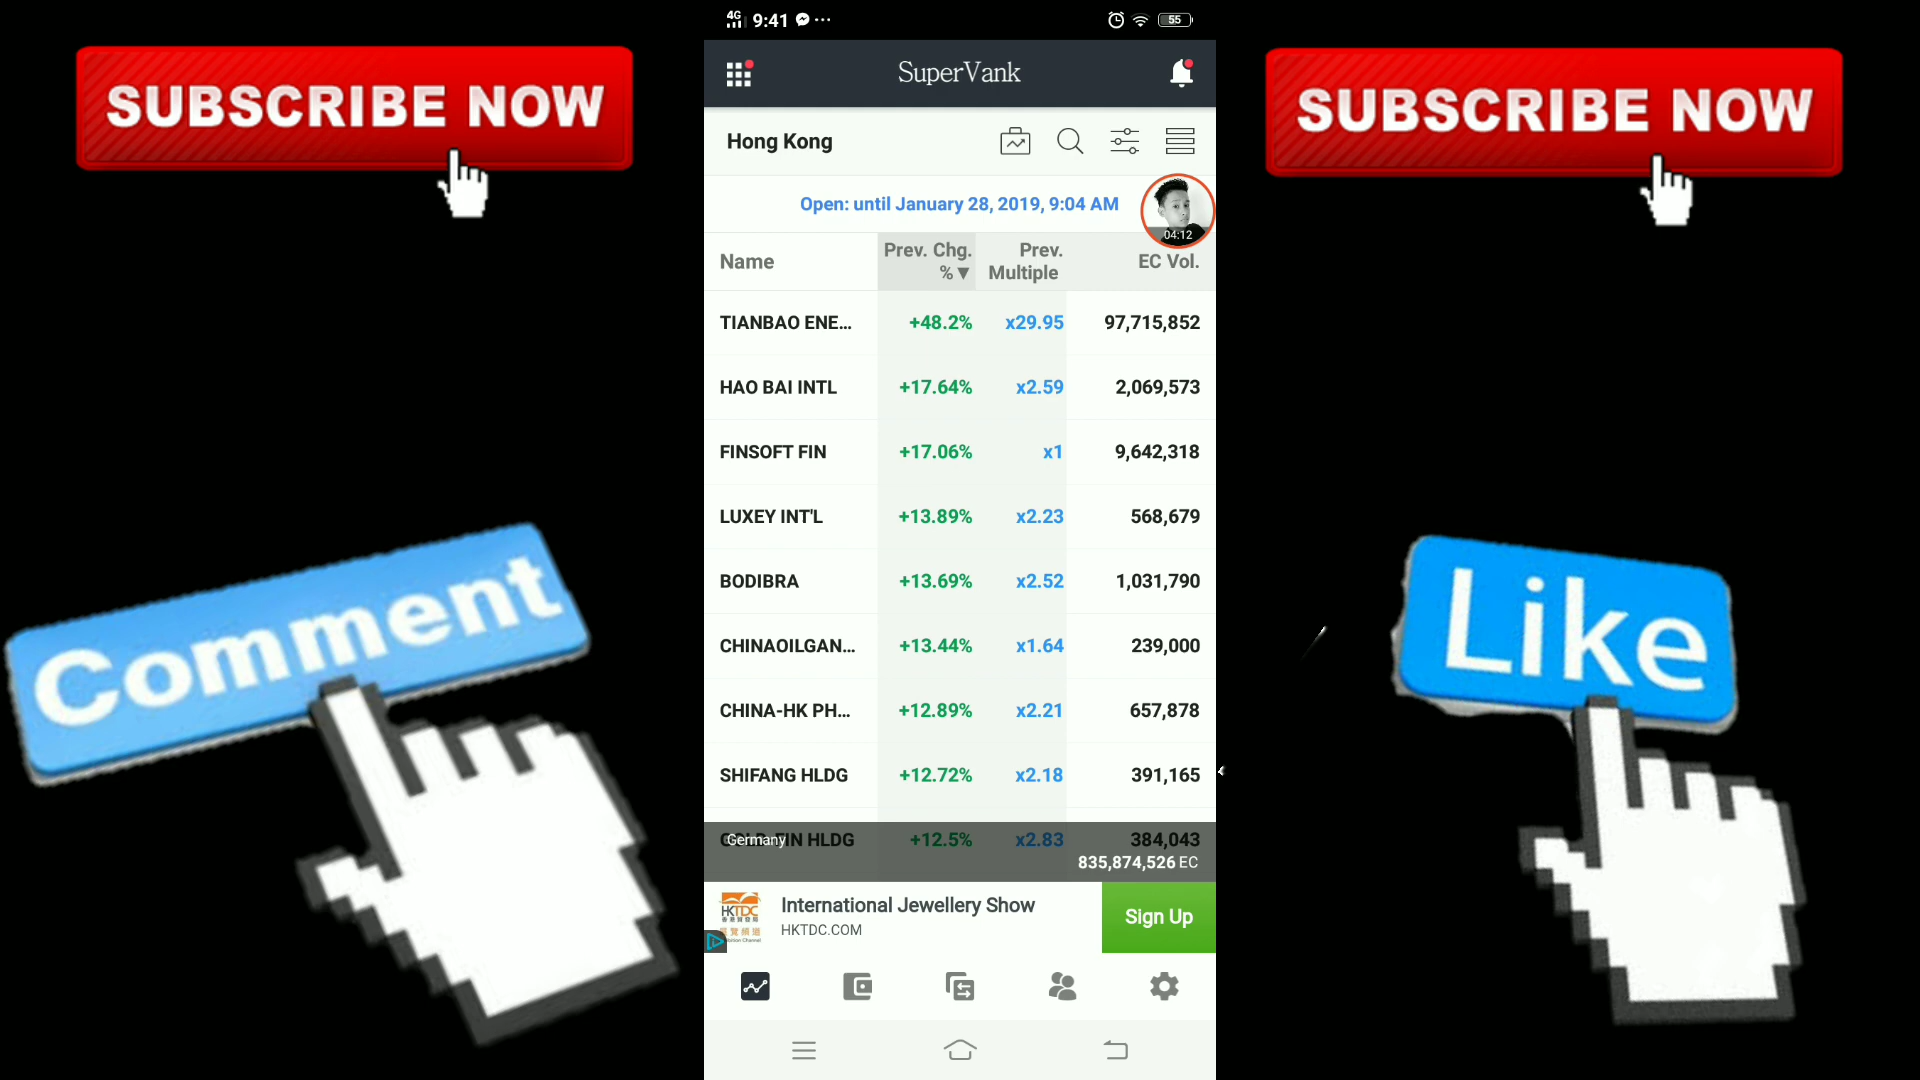 4G
9:41
55
SuperVank
SUBSCRIBE NOW
SUBSCRIBE NOW
Hong Kong
Open: until January 28, 2019, 9:04 AM
04:12
Name
Prev. Chg.
% ▼
Prev.
Multiple
EC Vol.
TIANBAO ENE... +48.2% x29.95 97,715,852
HAO BAI INTL +17.64% x2.59 2,069,573
FINSOFT FIN +17.06% x1 9,642,318
LUXEY INT'L +13.89% x2.23 568,679
BODIBRA +13.69% x2.52 1,031,790
CHINAOILGAN... +13.44% x1.64 239,000
CHINA-HK PH... +12.89% x2.21 657,878
SHIFANG HLDG +12.72% x2.18 391,165
FIN HLDG +12.5% x2.83 384,043
Germany
835,874,526 EC
Comment
Like
HKTDC
International Jewellery Show
HKTDC.COM
Sign Up